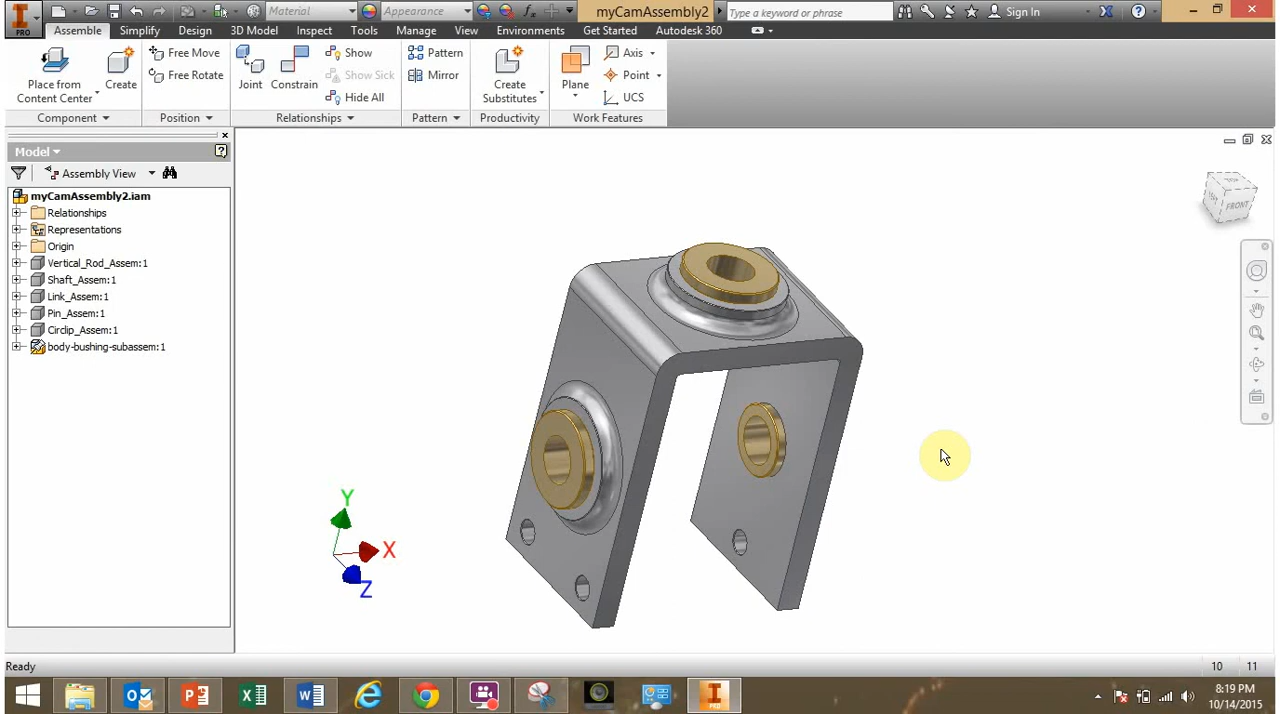 Material
Appearance
myCamAssembly2
Type a keyword or phrase
Sign In
PRO
Assemble Simplify Design 3D Model Inspect Tools Manage View Environments Get Started Autodesk 360
Place from Content Center
Create
Free Move
Free Rotate
Joint
Constrain
Show
Show Sick
Hide All
Pattern
Mirror
Create Substitutes
Plane
Axis
Point
UCS
Component
Position
Relationships
Pattern
Productivity
Work Features
Model
Assembly View
myCamAssembly2.iam
Relationships
Representations
Origin
Vertical_Rod_Assem:1
Shaft_Assem:1
Link_Assem:1
Pin_Assem:1
Circlip_Assem:1
body-bushing-subassem:1
FRONT
Y
X
Z
Ready
10 11
8:19 PM
10/14/2015
PRO